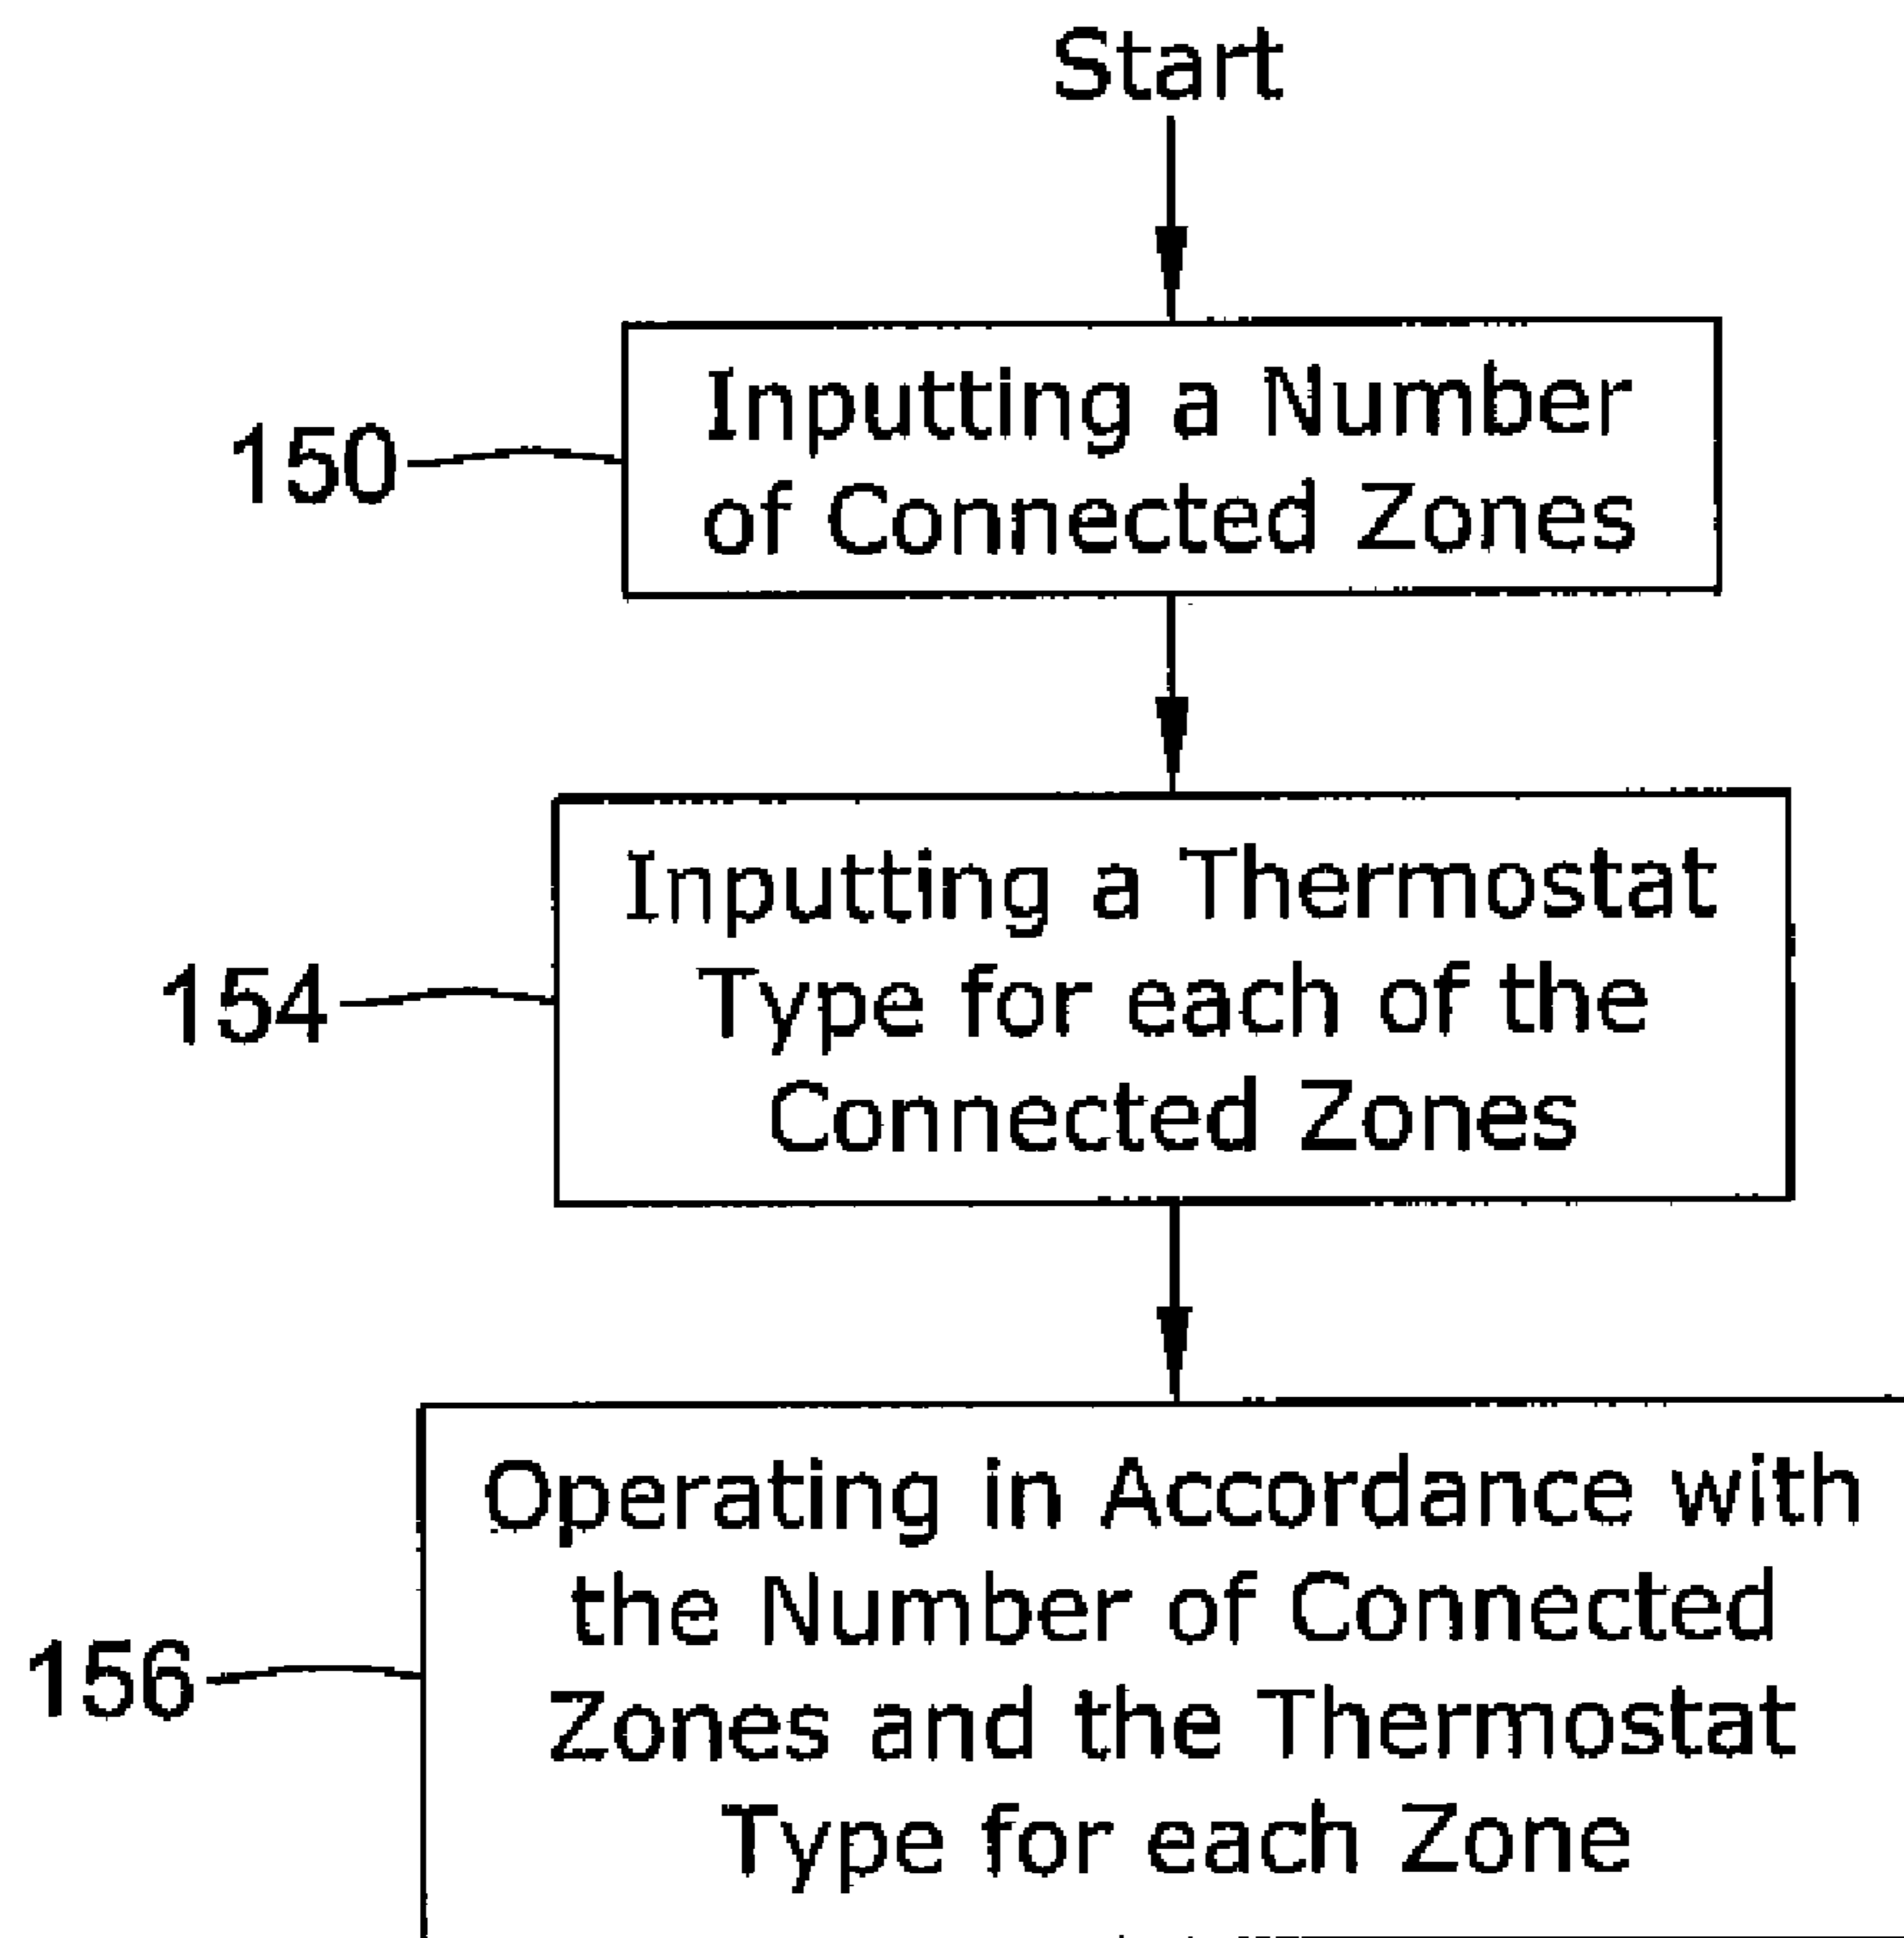 Start
150
Inputting a Number
of Connected Zones
154
Inputting a Thermostat
Type for each of the
Connected Zones
156
Operating in Accordance with
the Number of Connected
Zones and the Thermostat
Type for each Zone